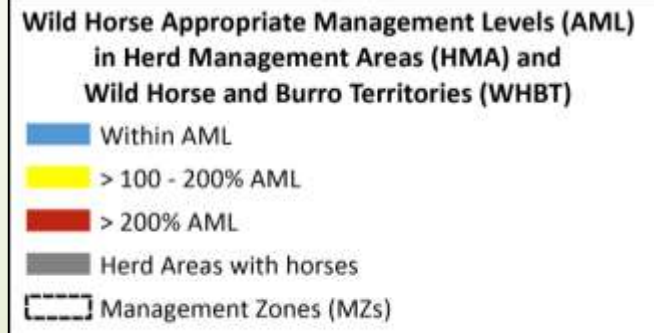 Wild Horse Appropriate Management Levels (AML)
in Herd Management Areas (HMA) and
Wild Horse and Burro Territories (WHBT)
Within AML
> 100 - 200% AML
> 200% AML
Herd Areas with horses
Management Zones (MZs)